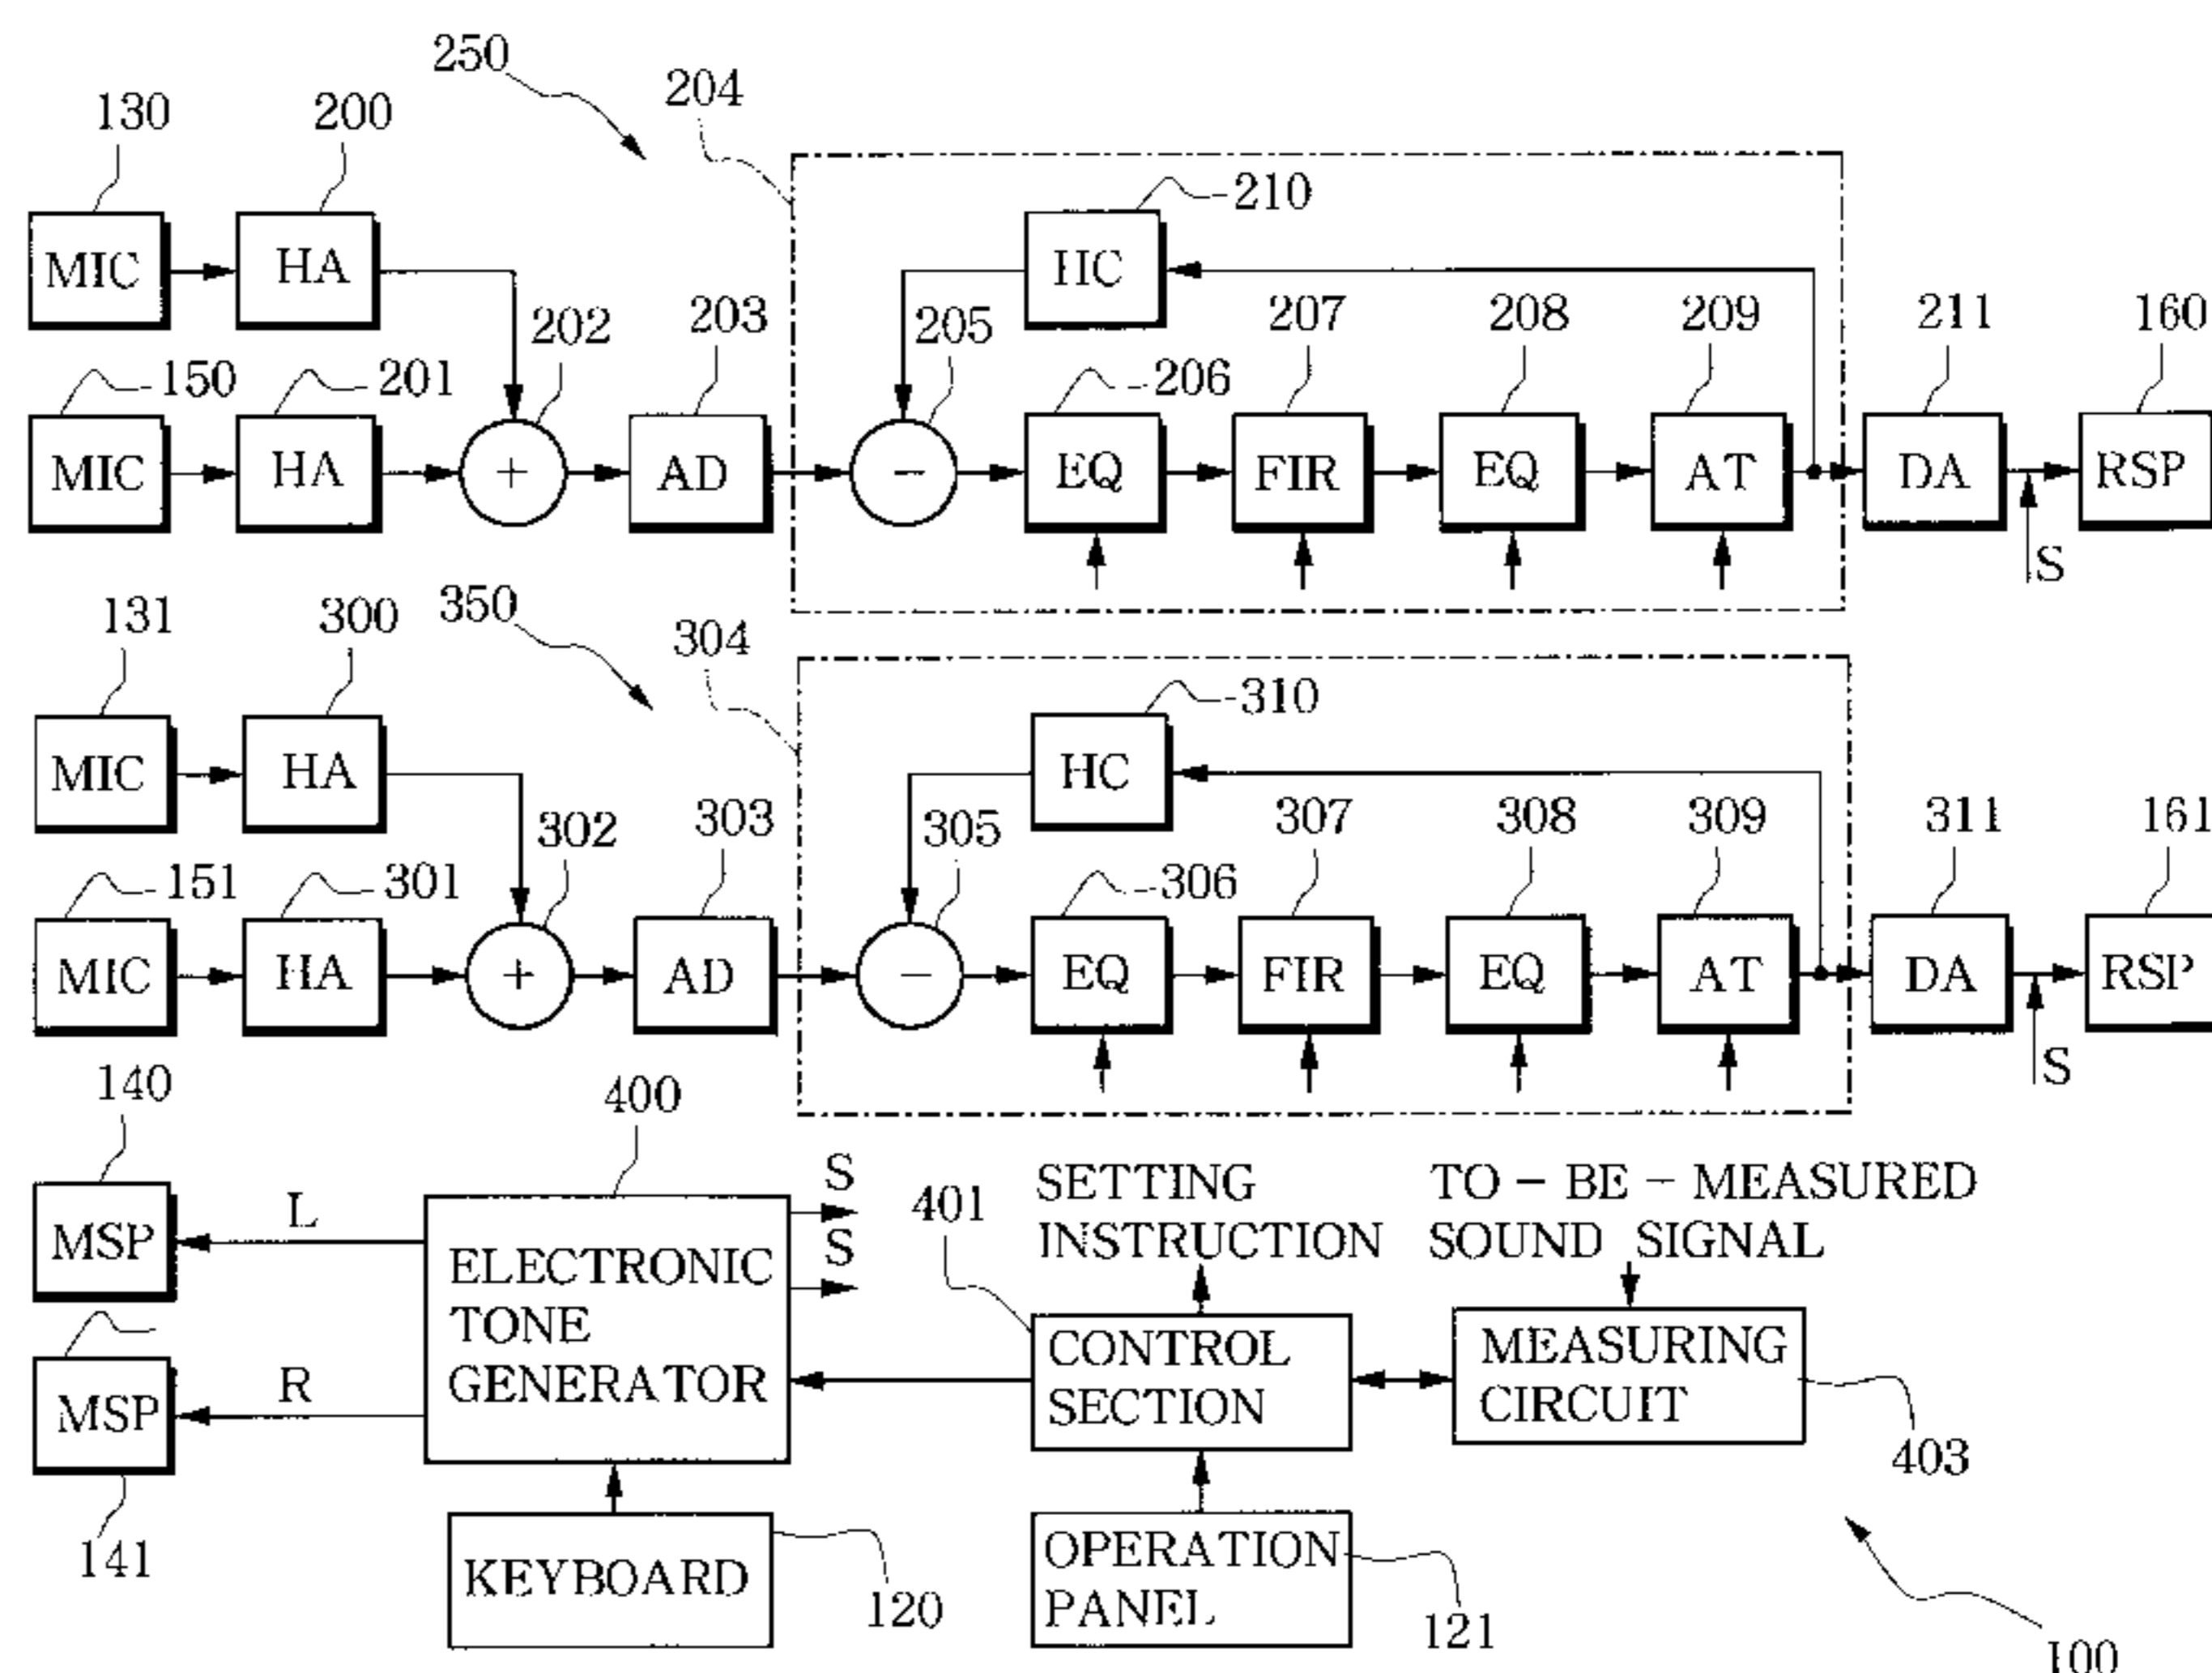 250
204
130
200
210
MIC
HA
HC
202
203
205
207
208
209
211
160
150
201
206
MIC
HA
+
AD
−
EQ
FIR
EQ
AT
DA
RSP
S
131
300
350
304
310
MIC
HA
HC
302
303
305
307
308
309
311
161
151
301
306
MIC
HA
+
AD
−
EQ
FIR
EQ
AT
DA
RSP
S
140
400
MSP
L
S
S
401
SETTING
INSTRUCTION
TO – BE – MEASURED
SOUND SIGNAL
ELECTRONIC
TONE
GENERATOR
CONTROL
SECTION
MEASURING
CIRCUIT
MSP
R
403
141
KEYBOARD
120
OPERATION
PANEL
121
100